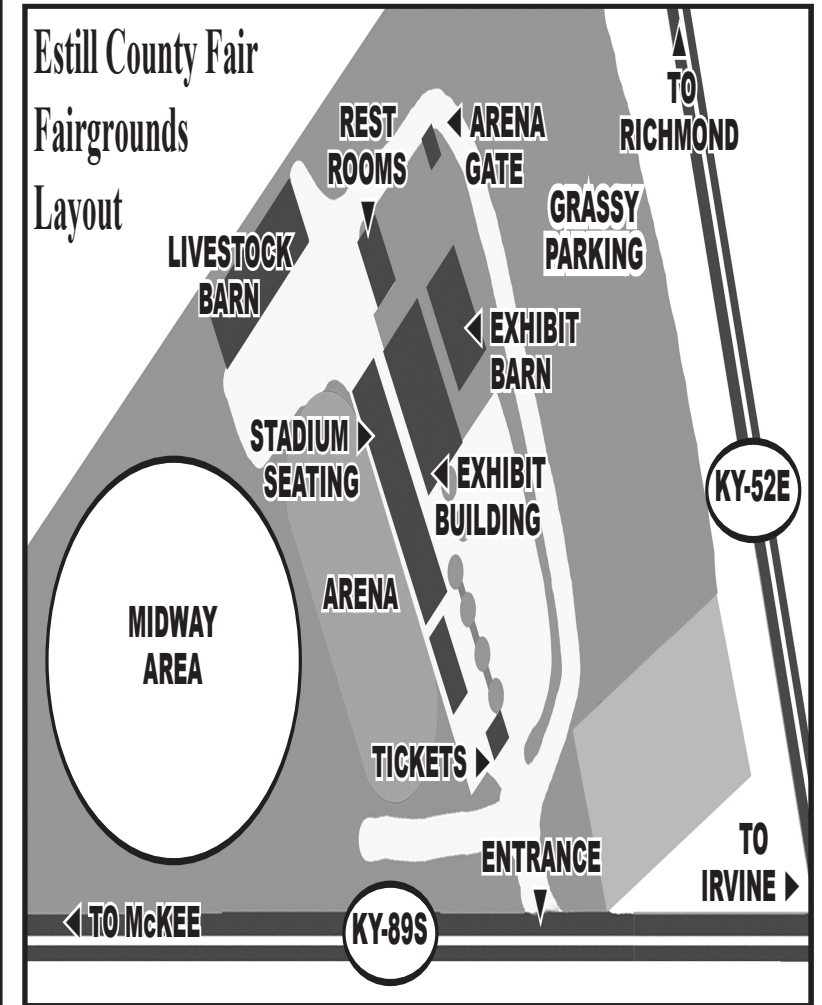 Estill County Fair
Fairgrounds
Layout
TO
RICHMOND
REST
ROOMS
ARENA
GATE
GRASSY
PARKING
LIVESTOCK
BARN
EXHIBIT
BARN
STADIUM
SEATING
EXHIBIT
BUILDING
KY-52E
ARENA
MIDWAY
AREA
TICKETS
ENTRANCE
TO
IRVINE
TO McKEE
KY-89S